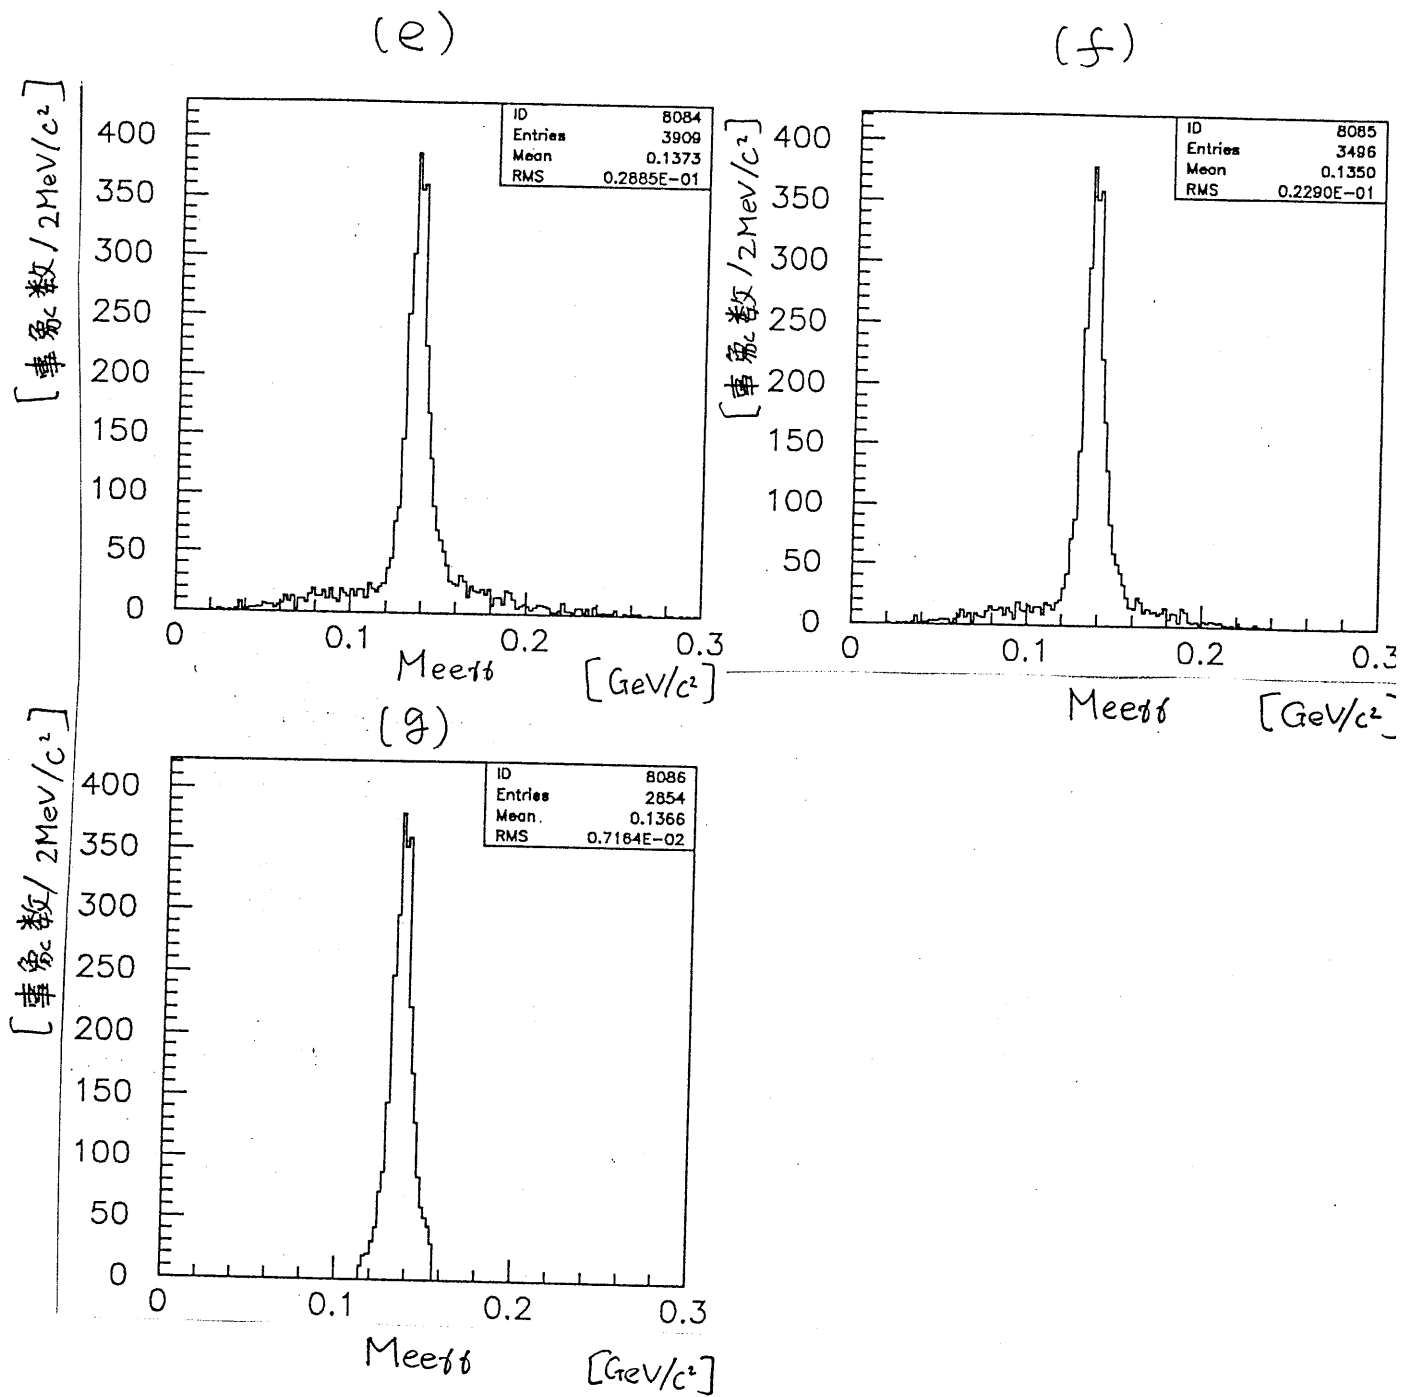 (e)
[事象数/2MeV/c²]
ID 8084
Entries 3909
Mean 0.1373
RMS 0.2885E-01
400
350
300
250
200
150
100
50
0
0 0.1 0.2 0.3
Meeγγ [GeV/c²]
(f)
[事象数/2MeV/c²]
ID 8085
Entries 3496
Mean 0.1350
RMS 0.2290E-01
400
350
300
250
200
150
100
50
0
0 0.1 0.2 0.3
Meeγγ [GeV/c²]
(g)
[事象数/2MeV/c²]
ID 8086
Entries 2854
Mean 0.1366
RMS 0.7164E-02
400
350
300
250
200
150
100
50
0
0 0.1 0.2 0.3
Meeγγ [GeV/c²]